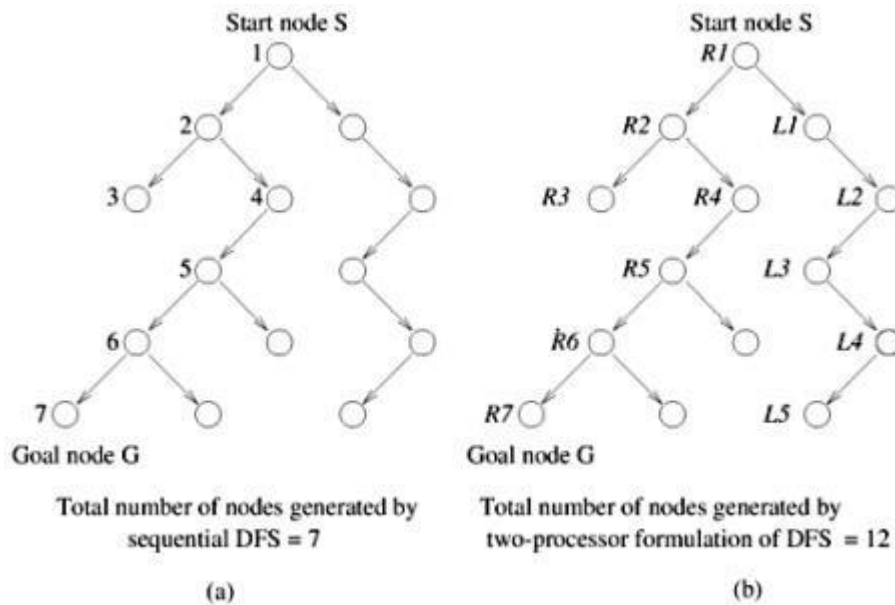 Start node S
1
2
3
4
5
6
7
Goal node G
Total number of nodes generated by
sequential DFS = 7
(a)
Start node S
R1
R2
L1
R3
R4
L2
R5
L3
R6
L4
R7
L5
Goal node G
Total number of nodes generated by
two-processor formulation of DFS = 12
(b)